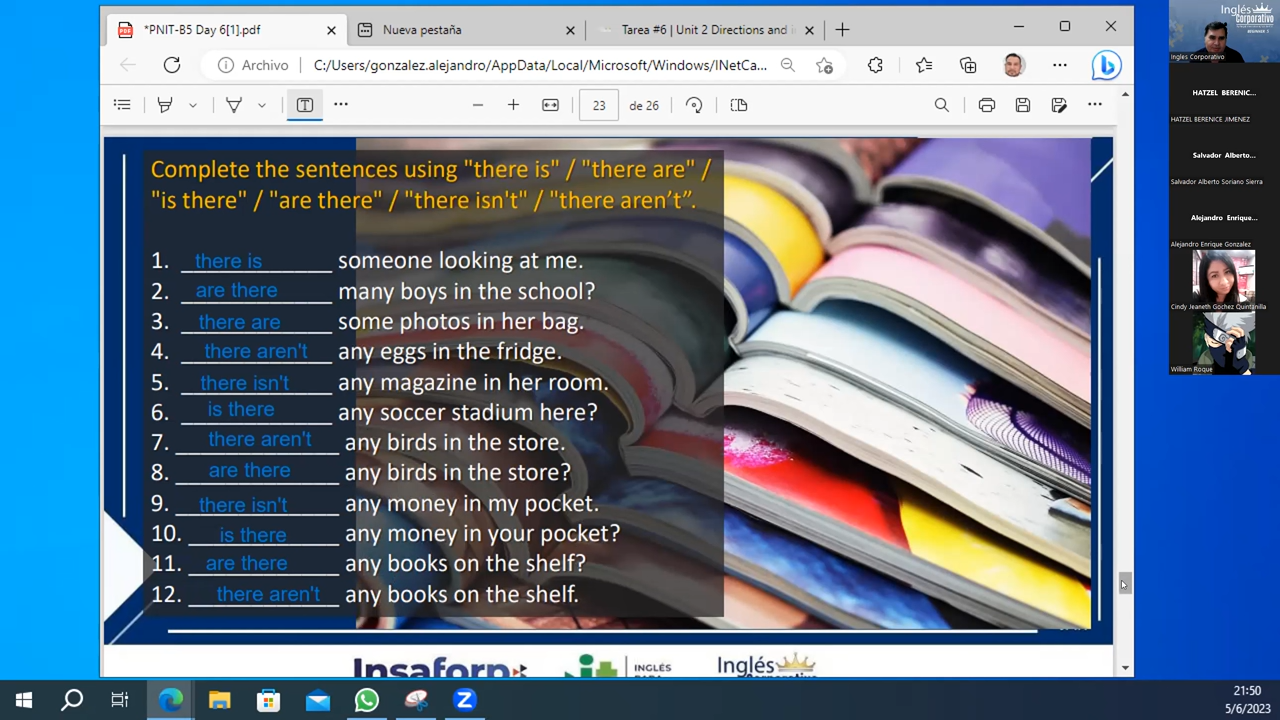 *PNIT-B5 Day 6[1].pdf
Nueva pestaña
Tarea #6 | Unit 2 Directions and i
Archivo
C:/Users/gonzalez.alejandro/AppData/Local/Microsoft/Windows/INetCa...
23 de 26
Complete the sentences using "there is" / "there are" /
"is there" / "are there" / "there isn't" / "there aren't”.
1. there is someone looking at me.
2. are there many boys in the school?
3. there are some photos in her bag.
4. there aren't any eggs in the fridge.
5. there isn't any magazine in her room.
6. is there any soccer stadium here?
7. there aren't any birds in the store.
8. are there any birds in the store?
9. there isn't any money in my pocket.
10. is there any money in your pocket?
11. are there any books on the shelf?
12. there aren't any books on the shelf.
Insaforp
INGLÉS
Inglés
Inglés
Corporativo
BEGINNER 3
Ingles Corporativo
HATZEL BERENIC...
HATZEL BERENICE JIMENEZ
Salvador Alberto...
Salvador Alberto Soriano Sierra
Alejandro Enrique...
Alejandro Enrique Gonzalez
Cindy Jeaneth Gochez Quintanilla
William Roque
21:50
5/6/2023